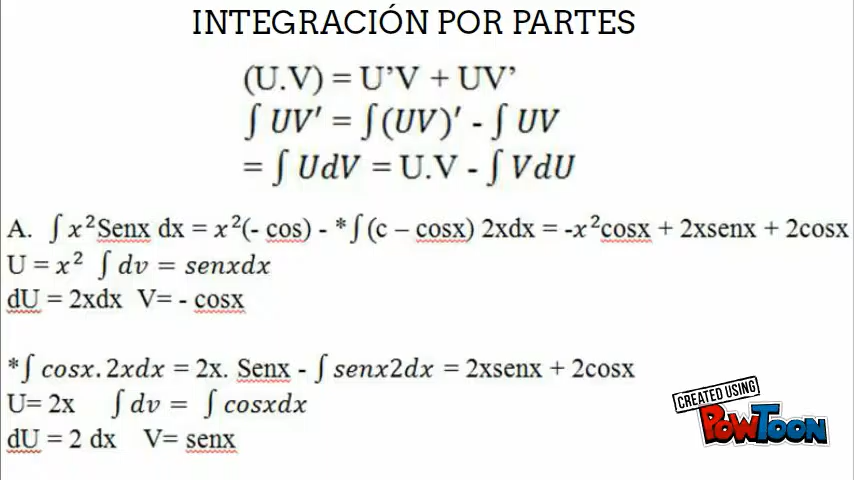 INTEGRACIÓN POR PARTES
(U.V) = U’V + UV’
∫ UV′ = ∫(UV)′ - ∫ UV
= ∫ UdV = U.V - ∫ VdU
A. ∫ x²Senx dx = x²(- cos) - *∫ (c – cosx) 2xdx = -x²cosx + 2xsenx + 2cosx
U = x² ∫ dv = senxdx
dU = 2xdx V= - cosx
*∫ cosx. 2xdx = 2x. Senx - ∫ senx2dx = 2xsenx + 2cosx
U= 2x ∫ dv = ∫ cosxdx
dU = 2 dx V= senx
CREATED USING
POWTOON